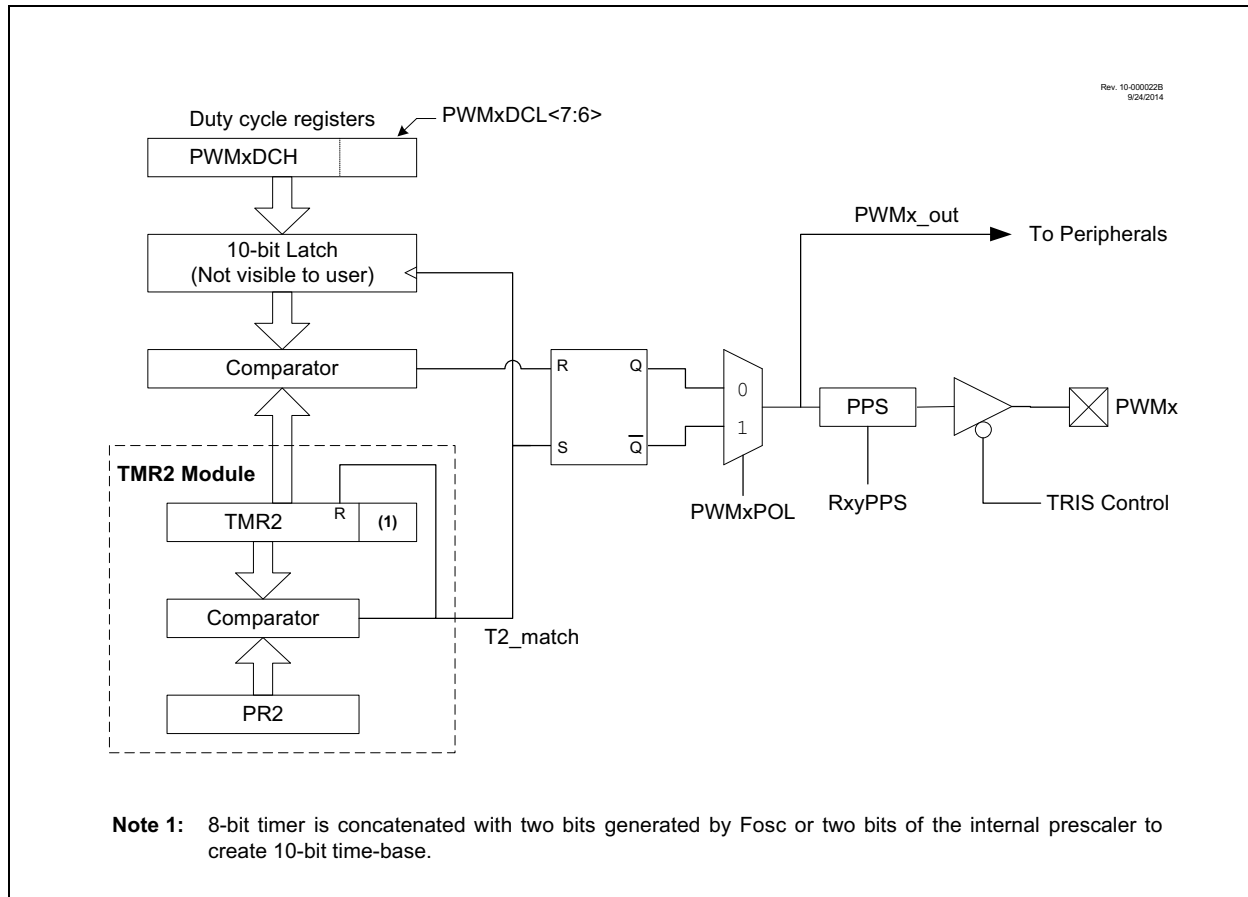 Rev. 10-000022B
9/24/2014
Duty cycle registers
PWMxDCL<7:6>
PWMxDCH
10-bit Latch
(Not visible to user)
Comparator
PWMx_out
To Peripherals
R
Q
S
Q
0
1
PPS
PWMx
PWMxPOL
RxyPPS
TRIS Control
TMR2 Module
TMR2
R
(1)
Comparator
T2_match
PR2
Note 1: 8-bit timer is concatenated with two bits generated by Fosc or two bits of the internal prescaler to
create 10-bit time-base.